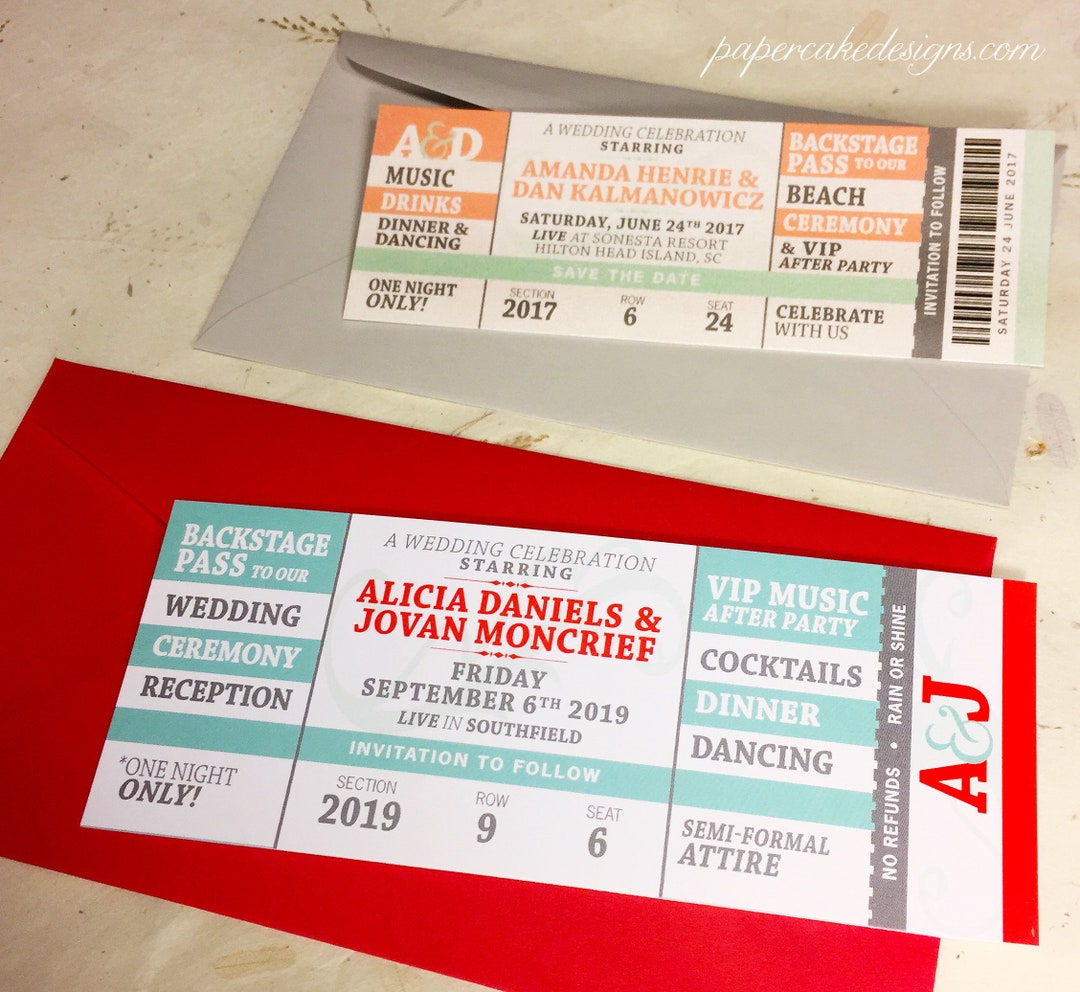 papercakedesigns.com
A&D
MUSIC
DRINKS
DINNER &
DANCING
ONE NIGHT
ONLY!
A WEDDING CELEBRATION
STARRING
AMANDA HENRIE &
DAN KALMANOWICZ
SATURDAY, JUNE 24TH 2017
LIVE AT SONESTA RESORT
HILTON HEAD ISLAND, SC
SAVE THE DATE
SECTION
2017
ROW
6
SEAT
24
BACKSTAGE
PASS TO OUR
BEACH
CEREMONY
& VIP
AFTER PARTY
CELEBRATE
WITH US
INVITATION TO FOLLOW
SATURDAY 24 JUNE 2017
BACKSTAGE
PASS TO OUR
WEDDING
CEREMONY
RECEPTION
*ONE NIGHT
ONLY!
A WEDDING CELEBRATION
STARRING
ALICIA DANIELS &
JOVAN MONCRIEF
FRIDAY
SEPTEMBER 6TH 2019
LIVE IN SOUTHFIELD
INVITATION TO FOLLOW
SECTION
2019
ROW
9
SEAT
6
VIP MUSIC
AFTER PARTY
COCKTAILS
DINNER
DANCING
SEMI-FORMAL
ATTIRE
NO REFUNDS • RAIN OR SHINE
A&J